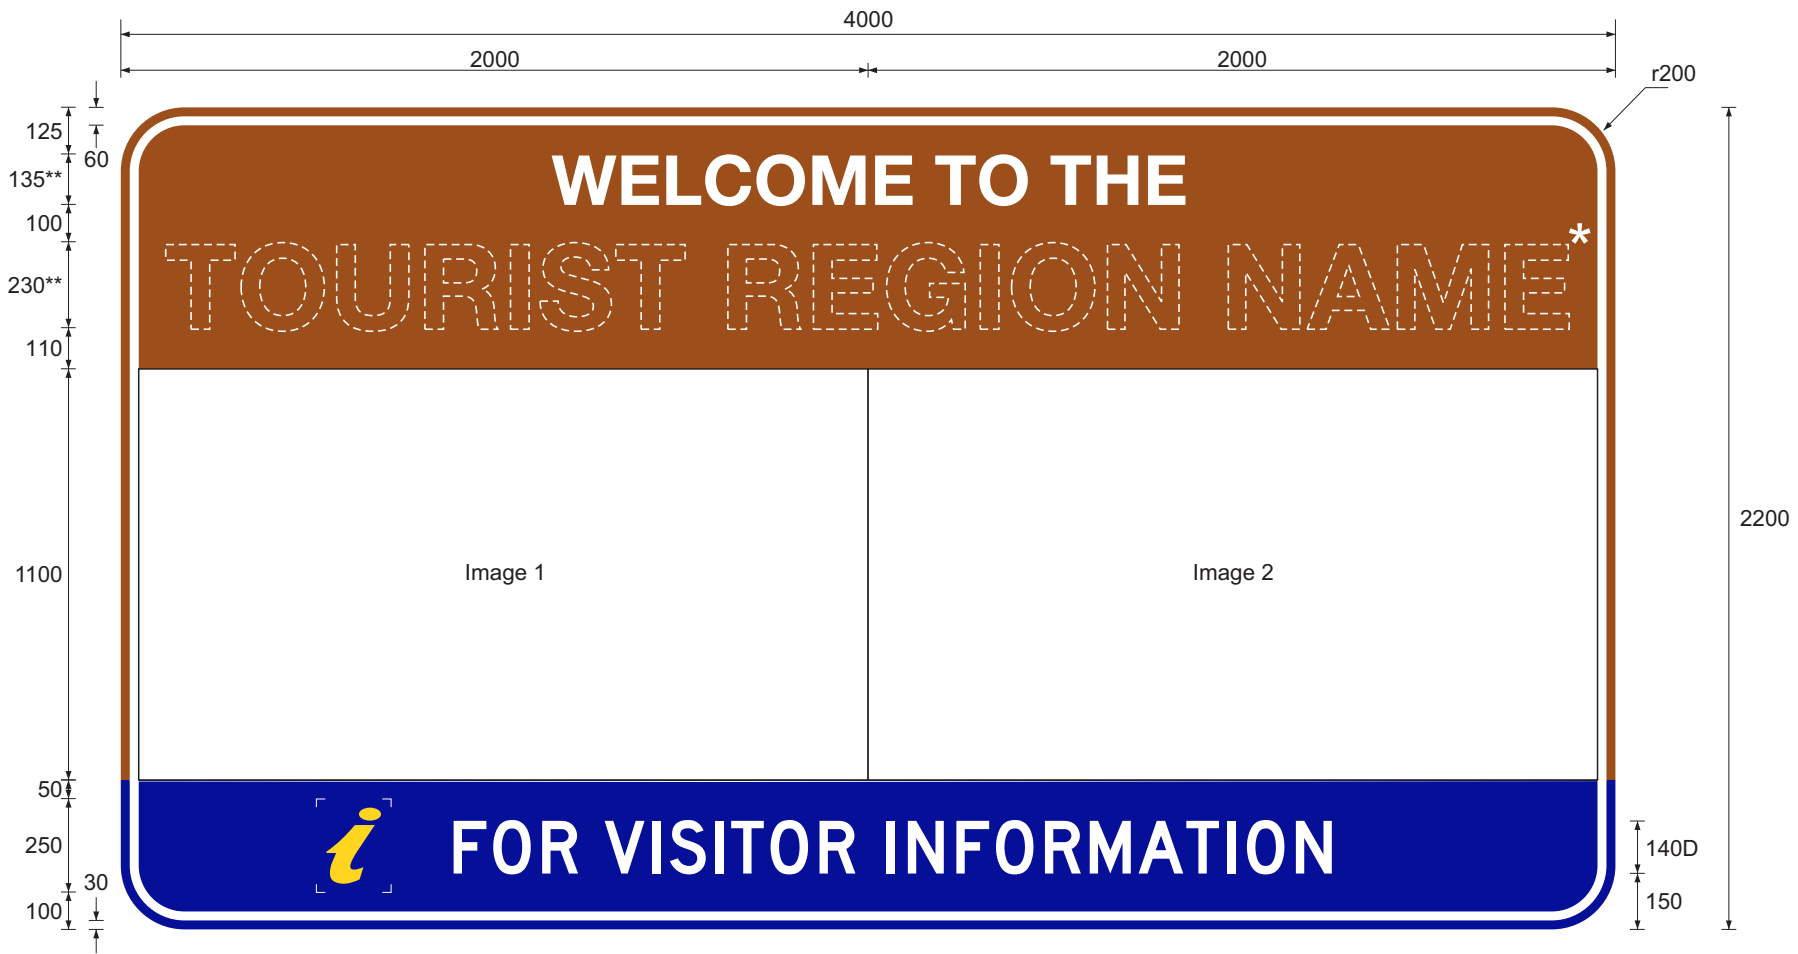 4000
2000 2000
r200
125
60
135**
100
230**
110
1100
50
250
30
100
WELCOME TO THE
TOURIST REGION NAME*
Image 1 Image 2
i FOR VISITOR INFORMATION
2200
140D
150